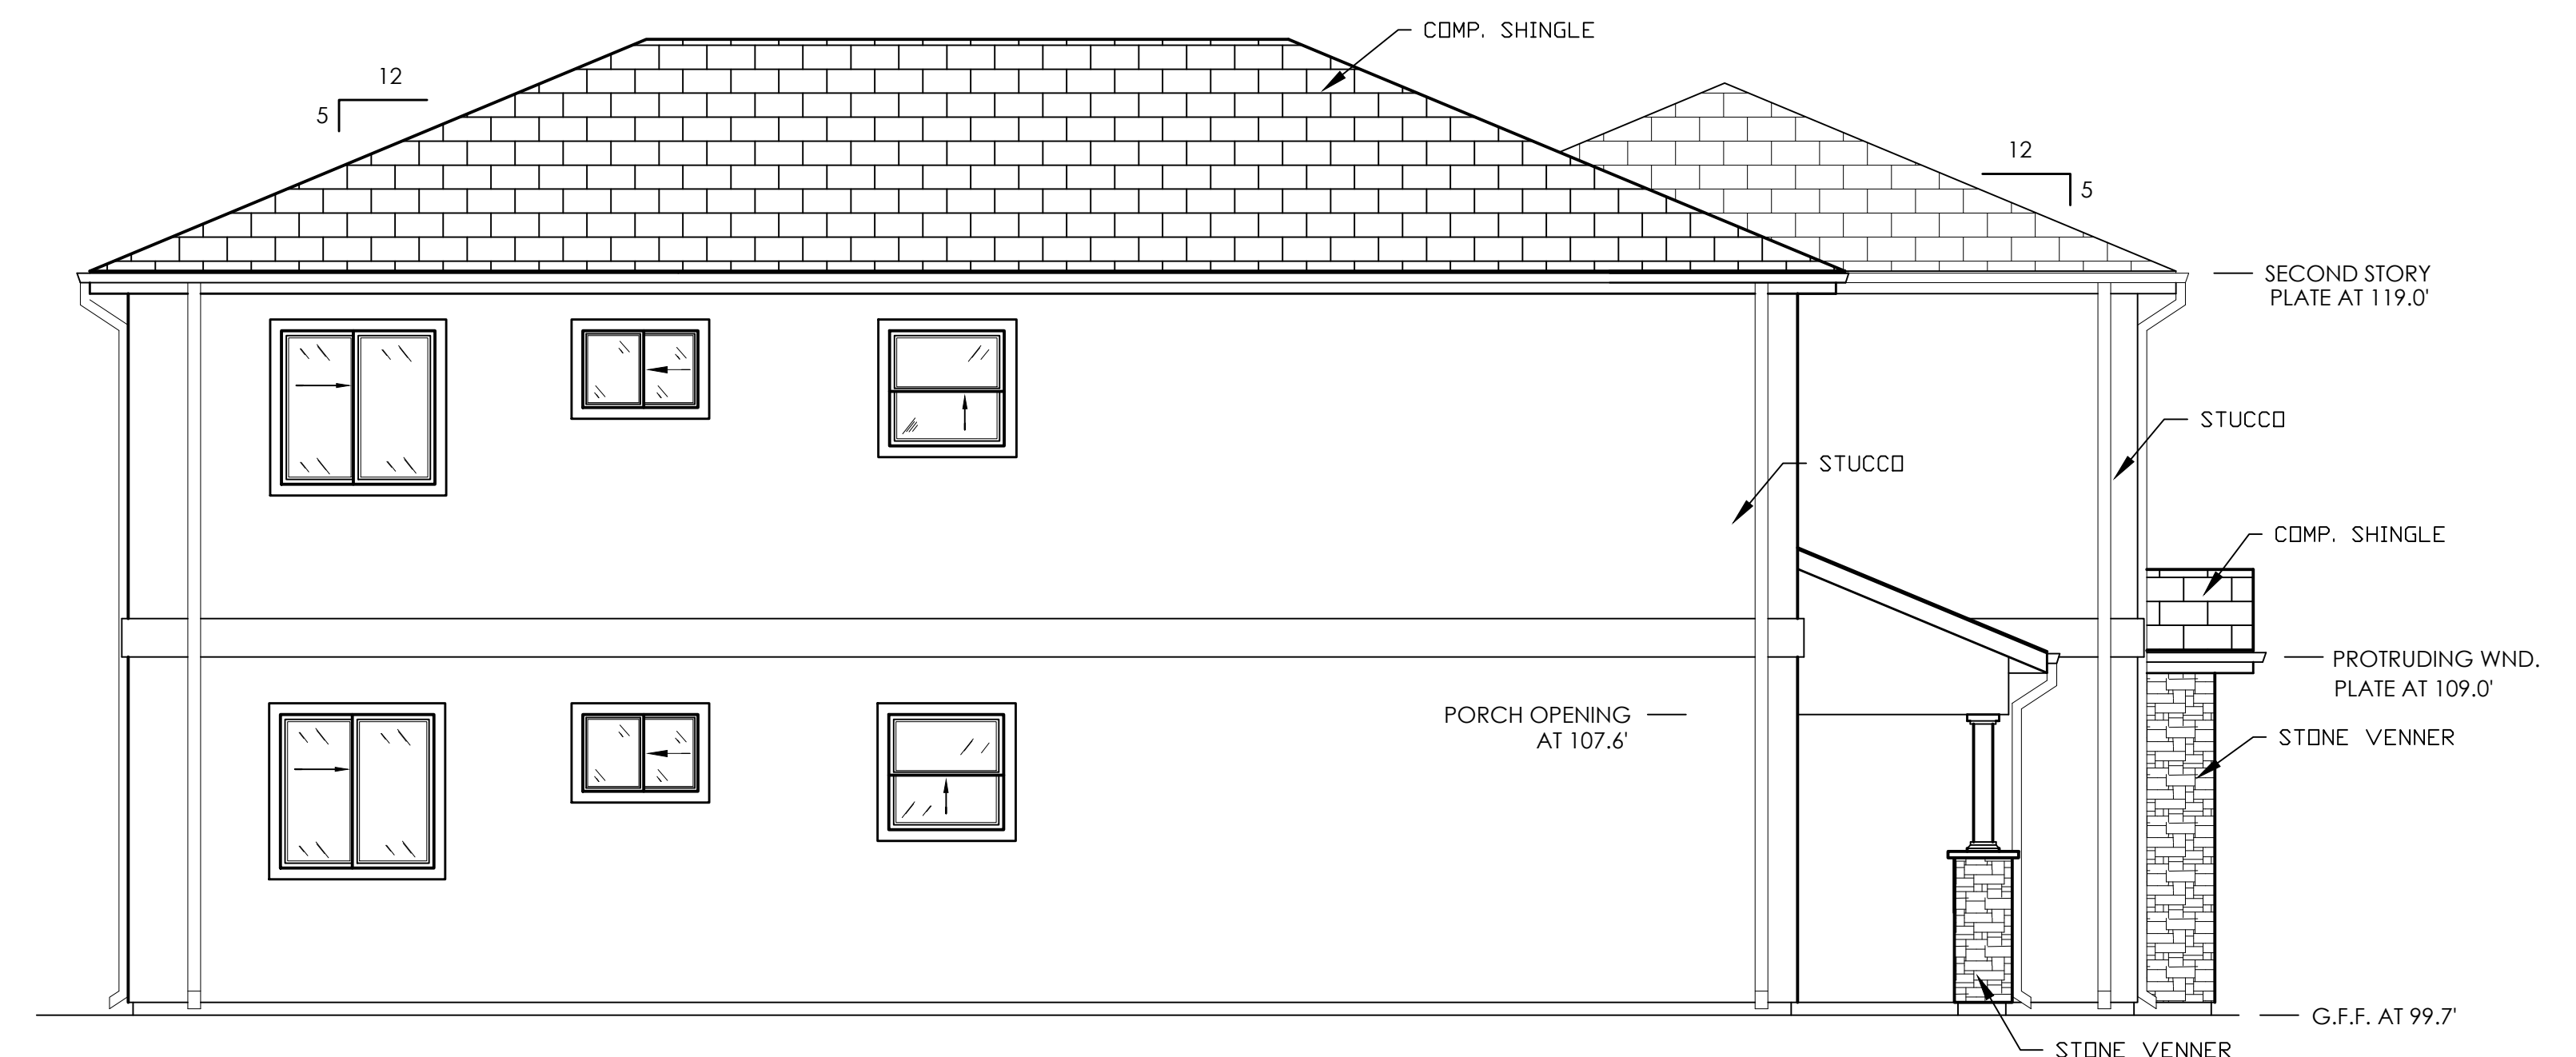 COMP. SHINGLE
12
5
12
5
SECOND STORY
PLATE AT 119.0'
STUCCO
STUCCO
COMP. SHINGLE
PROTRUDING WND.
PLATE AT 109.0'
PORCH OPENING
AT 107.6'
STONE VENNER
G.F.F. AT 99.7'
STONE VENNER